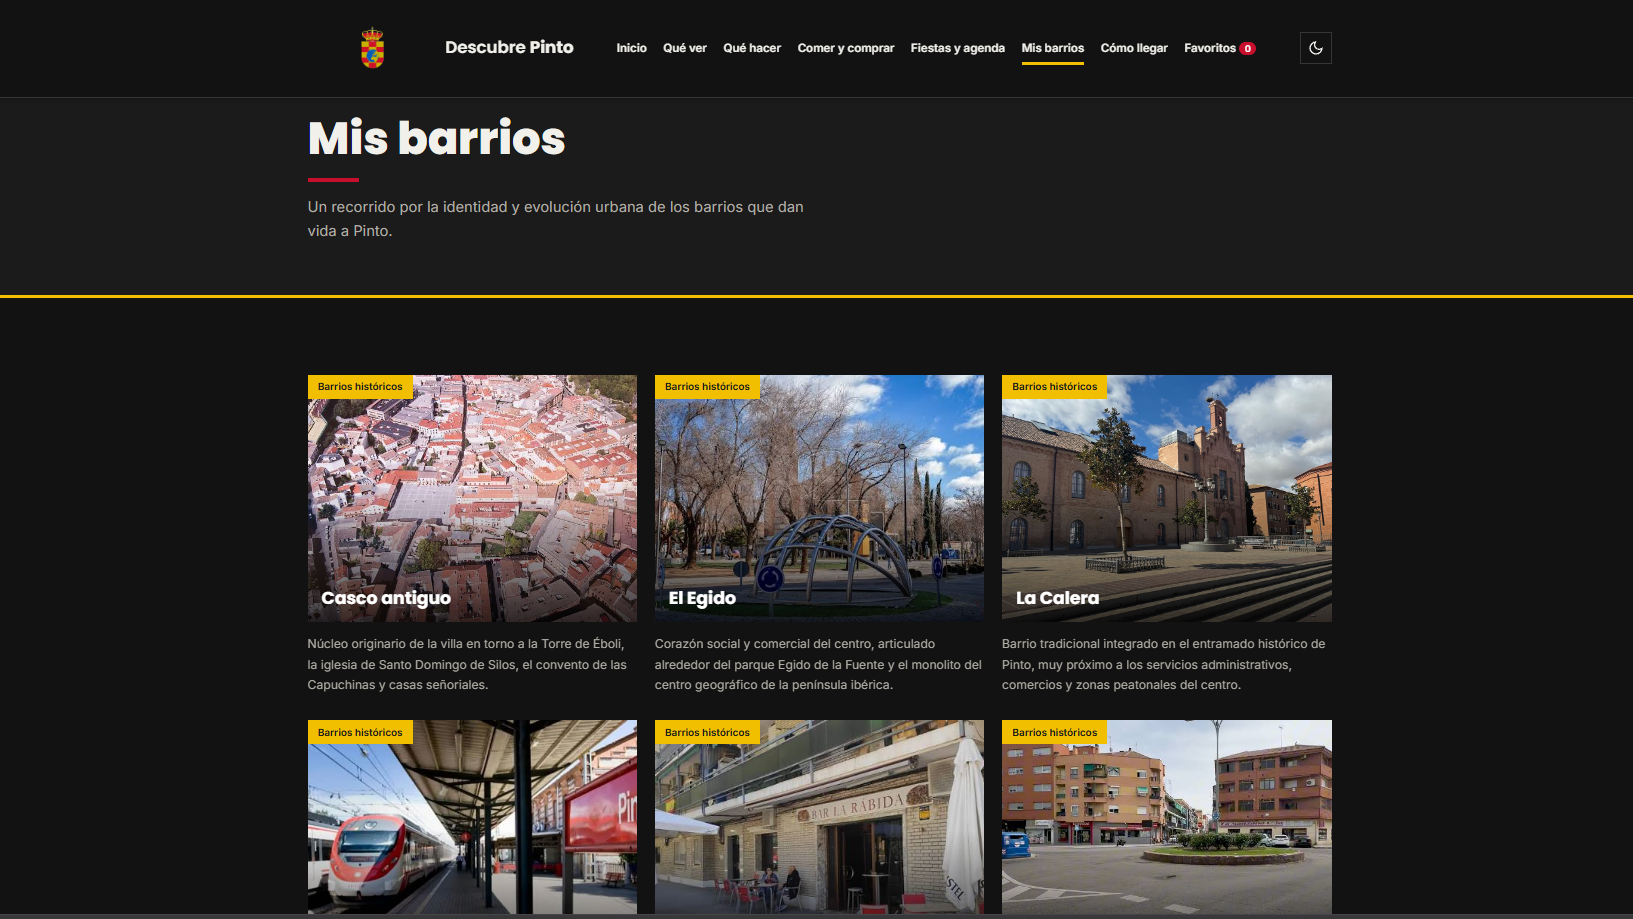 Descubre Pinto
Inicio
Qué ver
Qué hacer
Comer y comprar
Fiestas y agenda
Mis barrios
Cómo llegar
Favoritos 0
Mis barrios
Un recorrido por la identidad y evolución urbana de los barrios que dan
vida a Pinto.
Barrios históricos
Casco antiguo
Núcleo originario de la villa en torno a la Torre de Éboli,
la iglesia de Santo Domingo de Silos, el convento de las
Capuchinas y casas señoriales.
Barrios históricos
El Egido
Corazón social y comercial del centro, articulado
alrededor del parque Egido de la Fuente y el monolito del
centro geográfico de la península ibérica.
Barrios históricos
La Calera
Barrio tradicional integrado en el entramado histórico de
Pinto, muy próximo a los servicios administrativos,
comercios y zonas peatonales del centro.
Barrios históricos
Pin
Barrios históricos
BAR LA RÁBIDA
Barrios históricos